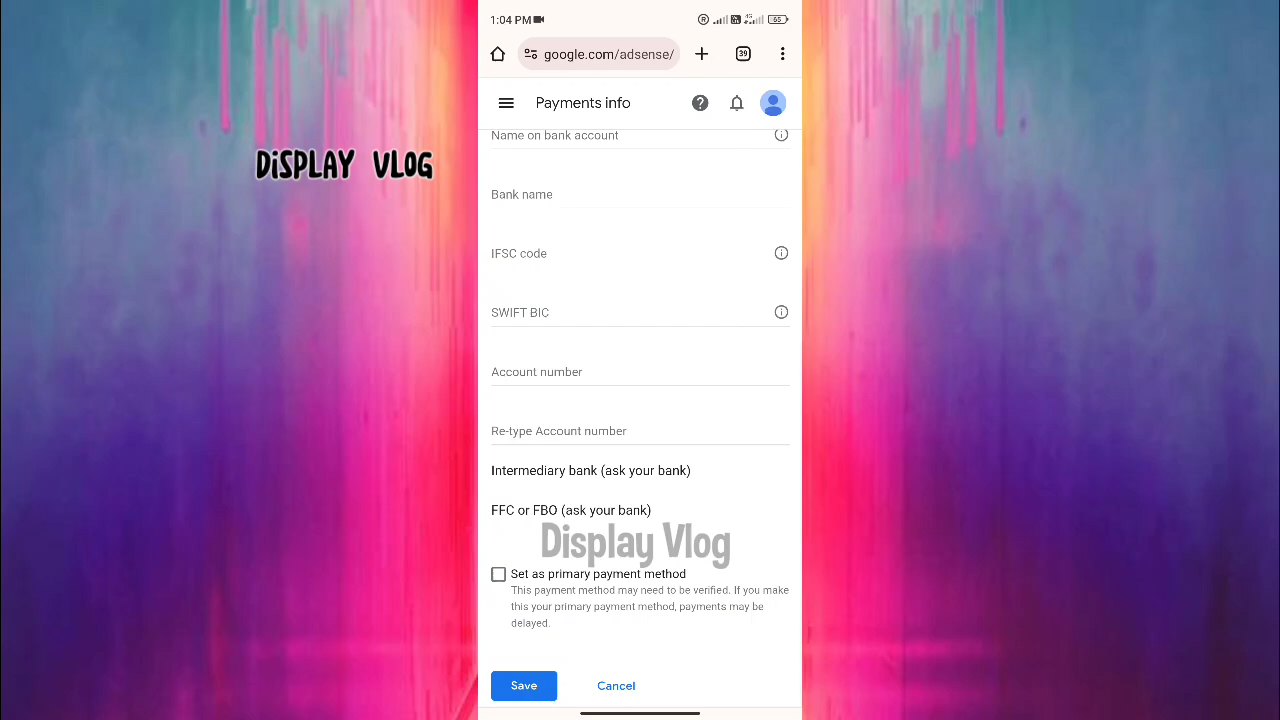 1:04 PM
R
4G
65
google.com/adsense/
39
Payments info
DiSPLAY VLOG
Name on bank account
Bank name
IFSC code
SWIFT BIC
Account number
Re-type Account number
Intermediary bank (ask your bank)
FFC or FBO (ask your bank)
Display Vlog
Set as primary payment method
This payment method may need to be verified. If you make
this your primary payment method, payments may be
delayed.
Save
Cancel